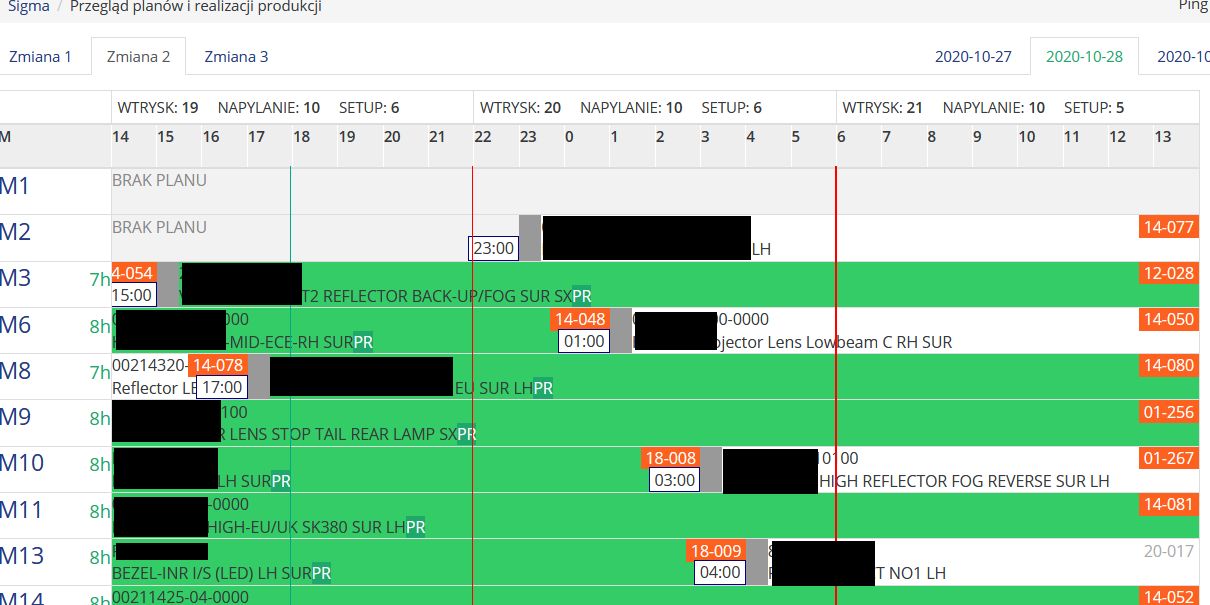 Sigma / Przegląd planów i realizacji produkcji Ping
Zmiana 1 Zmiana 2 Zmiana 3 2020-10-27 2020-10-28 2020-10
WTRYSK: 19 NAPYLANIE: 10 SETUP: 6 WTRYSK: 20 NAPYLANIE: 10 SETUP: 6 WTRYSK: 21 NAPYLANIE: 10 SETUP: 5
M 14 15 16 17 18 19 20 21 22 23 0 1 2 3 4 5 6 7 8 9 10 11 12 13
M1 BRAK PLANU
M2 BRAK PLANU 14-077
23:00 LH
M3 7h 4-054 12-028
15:00 T2 REFLECTOR BACK-UP/FOG SUR SX PR
M6 8h 000 14-048 00-0000 14-050
-MID-ECE-RH SUR PR 01:00 ojector Lens Lowbeam C RH SUR
M8 7h 00214320- 14-078 14-080
Reflector LE 17:00 EU SUR LH PR
M9 8h 100 01-256
R LENS STOP TAIL REAR LAMP SX PR
M10 8h 18-008 0100 01-267
LH SUR PR 03:00 HIGH REFLECTOR FOG REVERSE SUR LH
M11 8h -0000 14-081
HIGH-EU/UK SK380 SUR LH PR
M13 8h 18-009 20-017
BEZEL-INR I/S (LED) LH SUR PR 04:00 T NO1 LH
M14 8h 00211425-04-0000 14-052